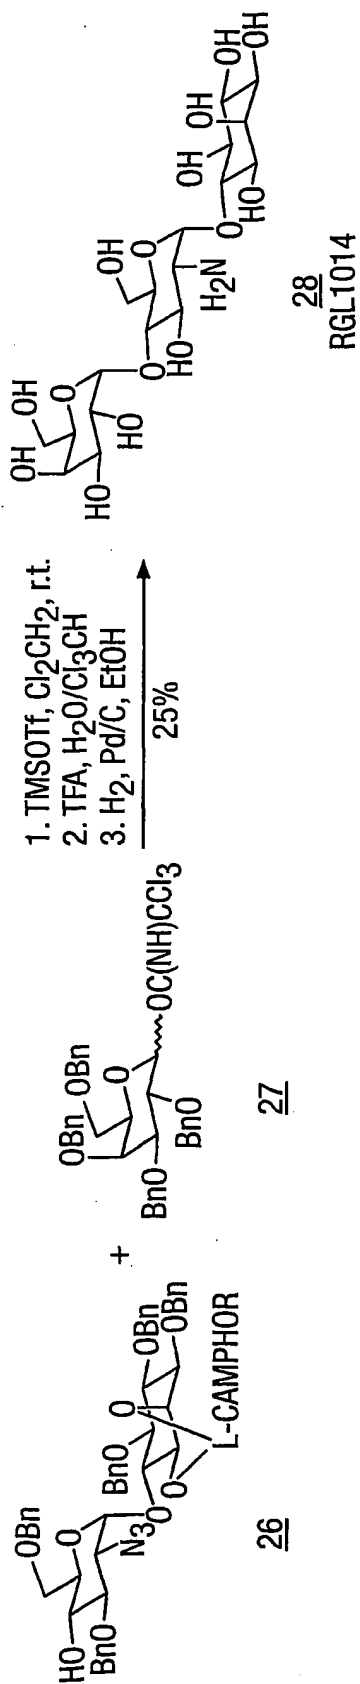 OBn
O
HO
BnO
N3
O
BnO
O
OBn
OBn
O
L-CAMPHOR
26
+
OBn
OBn
O
BnO
BnO
OC(NH)CCl3
27
1. TMSOTf, Cl2CH2, r.t.
2. TFA, H2O/Cl3CH
3. H2, Pd/C, EtOH
25%
OH
OH
O
HO
HO
O
OH
O
HO
H2N
O
OH
OH
OH
OH
HO
28
RGL1014